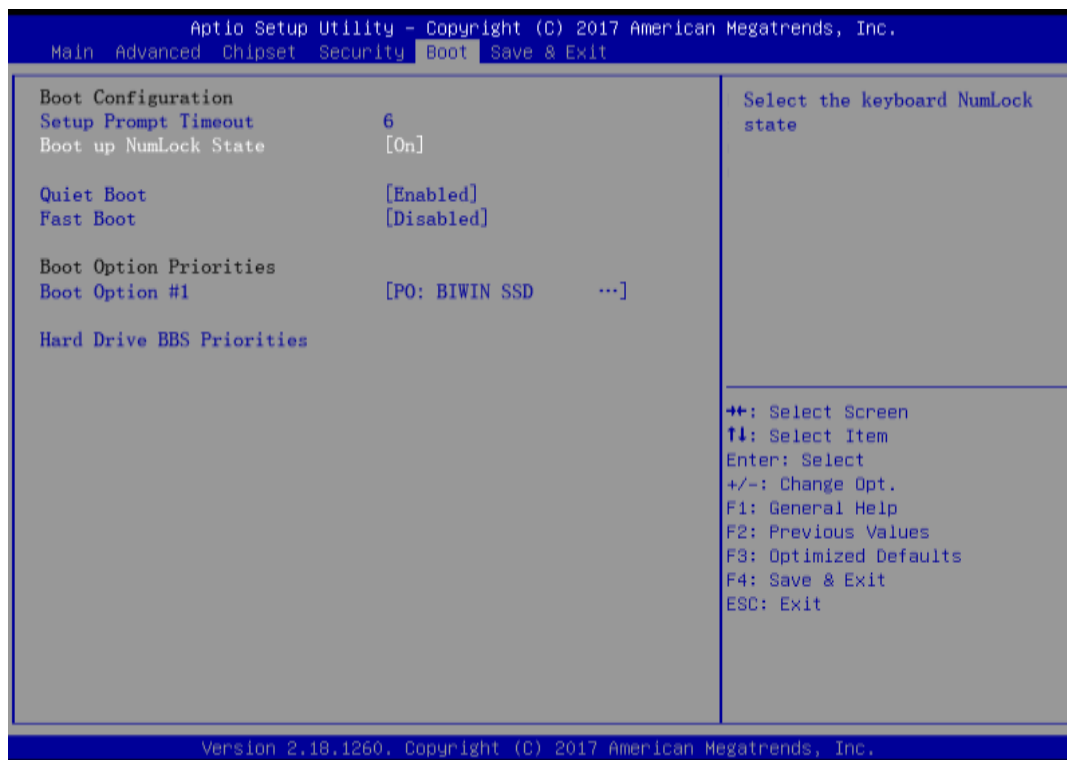 Aptio Setup Utility – Copyright (C) 2017 American Megatrends, Inc.
Main Advanced Chipset Security Boot Save & Exit
Boot Configuration
Setup Prompt Timeout 6
Boot up NumLock State [On]
Quiet Boot [Enabled]
Fast Boot [Disabled]
Boot Option Priorities
Boot Option #1 [PO: BIWIN SSD ...]
Hard Drive BBS Priorities
Select the keyboard NumLock
state
→←: Select Screen
↑↓: Select Item
Enter: Select
+/-: Change Opt.
F1: General Help
F2: Previous Values
F3: Optimized Defaults
F4: Save & Exit
ESC: Exit
Version 2.18.1260. Copyright (C) 2017 American Megatrends, Inc.